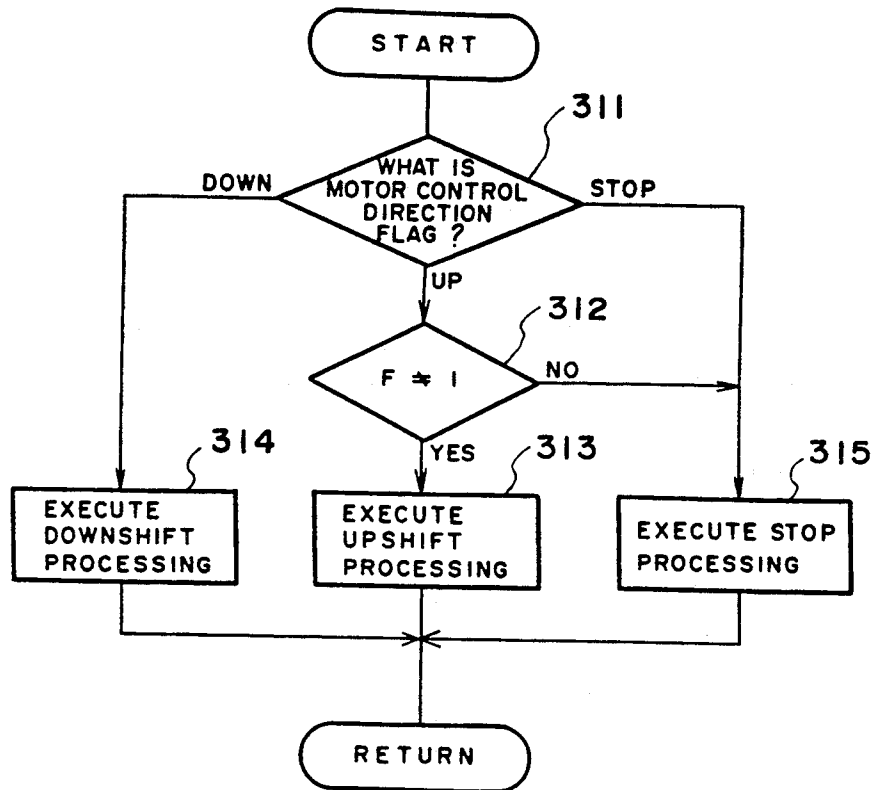 START
311
WHAT IS
MOTOR CONTROL
DIRECTION
FLAG ?
DOWN
STOP
UP
312
F ≠ 1
NO
YES
314
313
315
EXECUTE
DOWNSHIFT
PROCESSING
EXECUTE
UPSHIFT
PROCESSING
EXECUTE STOP
PROCESSING
RETURN